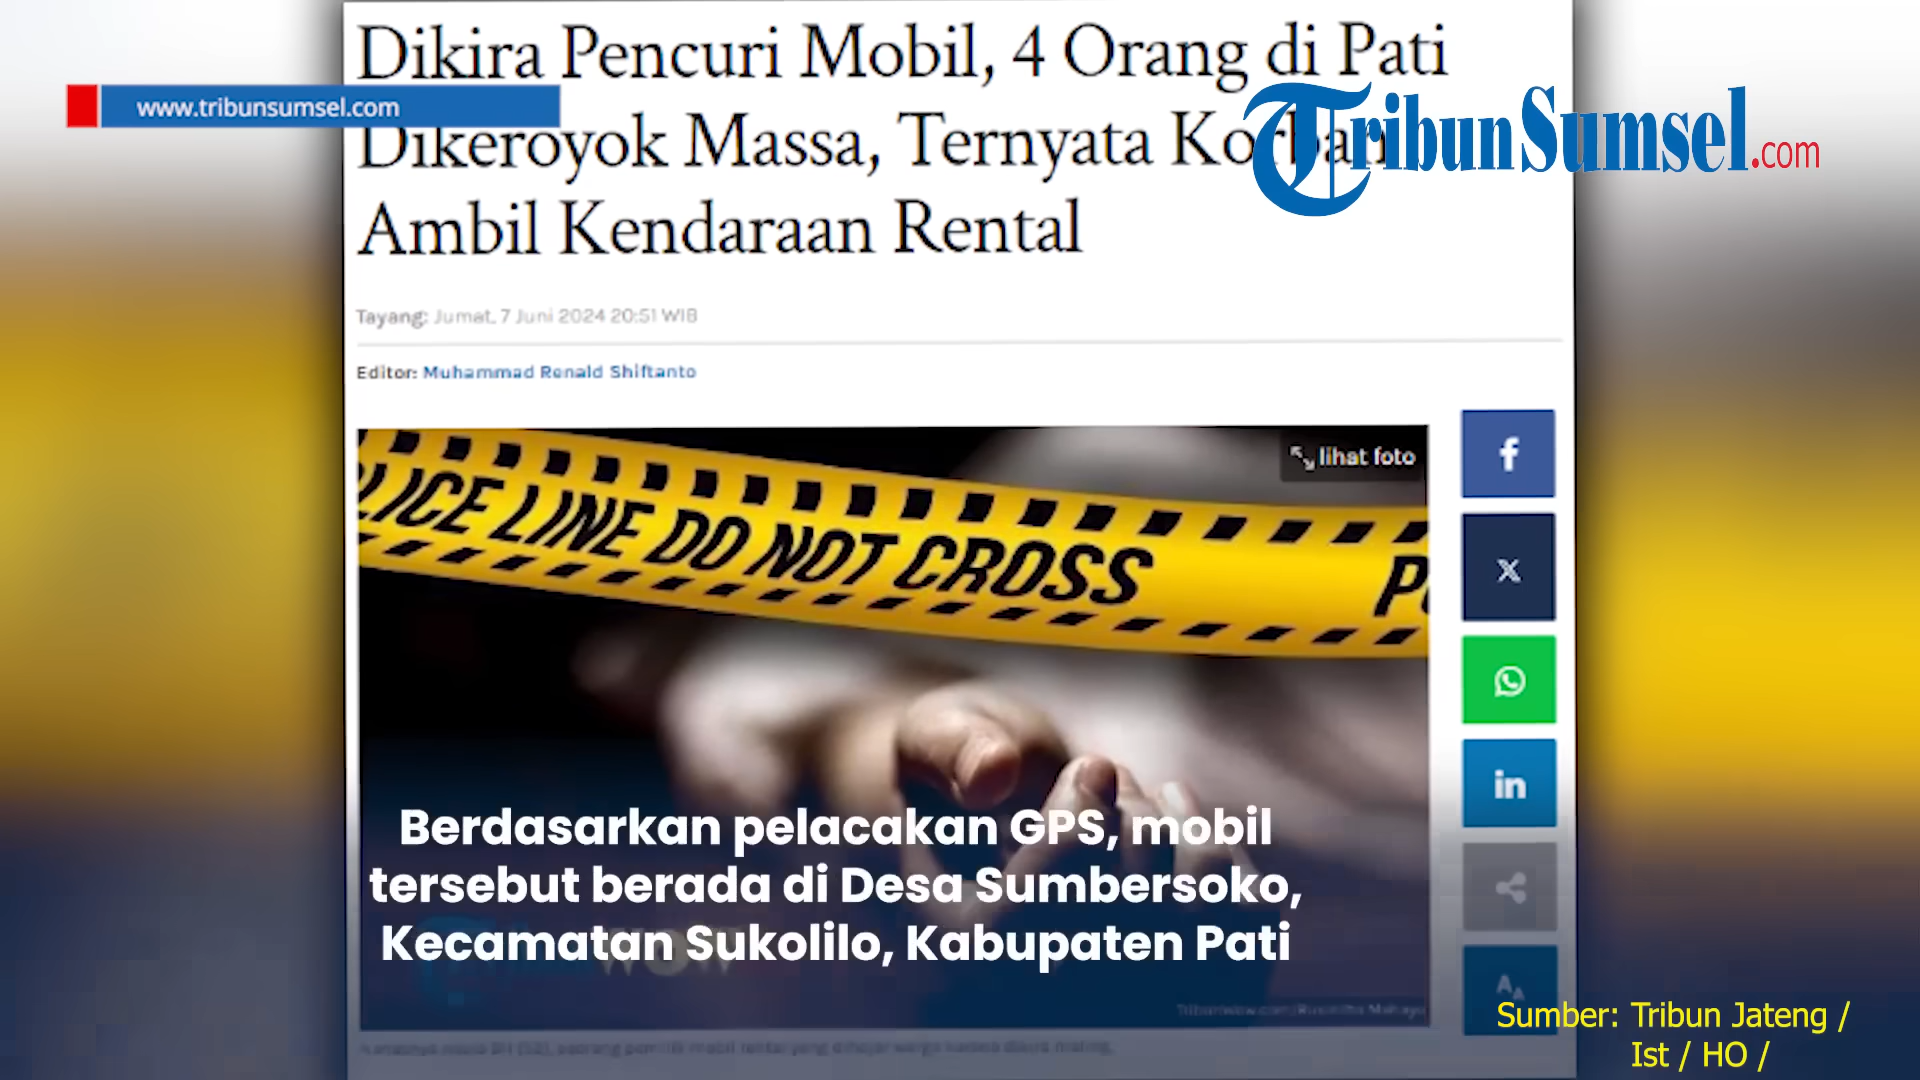 Dikira Pencuri Mobil, 4 Orang di Pati
www.tribunsumsel.com
TribunSumsel.com
Dikeroyok Massa, Ternyata Korban
Ambil Kendaraan Rental
Tayang: Jumat, 7 Juni 2024 20:51 WIB
Editor: Muhammad Renald Shiftanto
lihat foto
LICE LINE DO NOT CROSS
Berdasarkan pelacakan GPS, mobil
tersebut berada di Desa Sumbersoko,
Kecamatan Sukolilo, Kabupaten Pati
Sumber: Tribun Jateng /
Ist / HO /